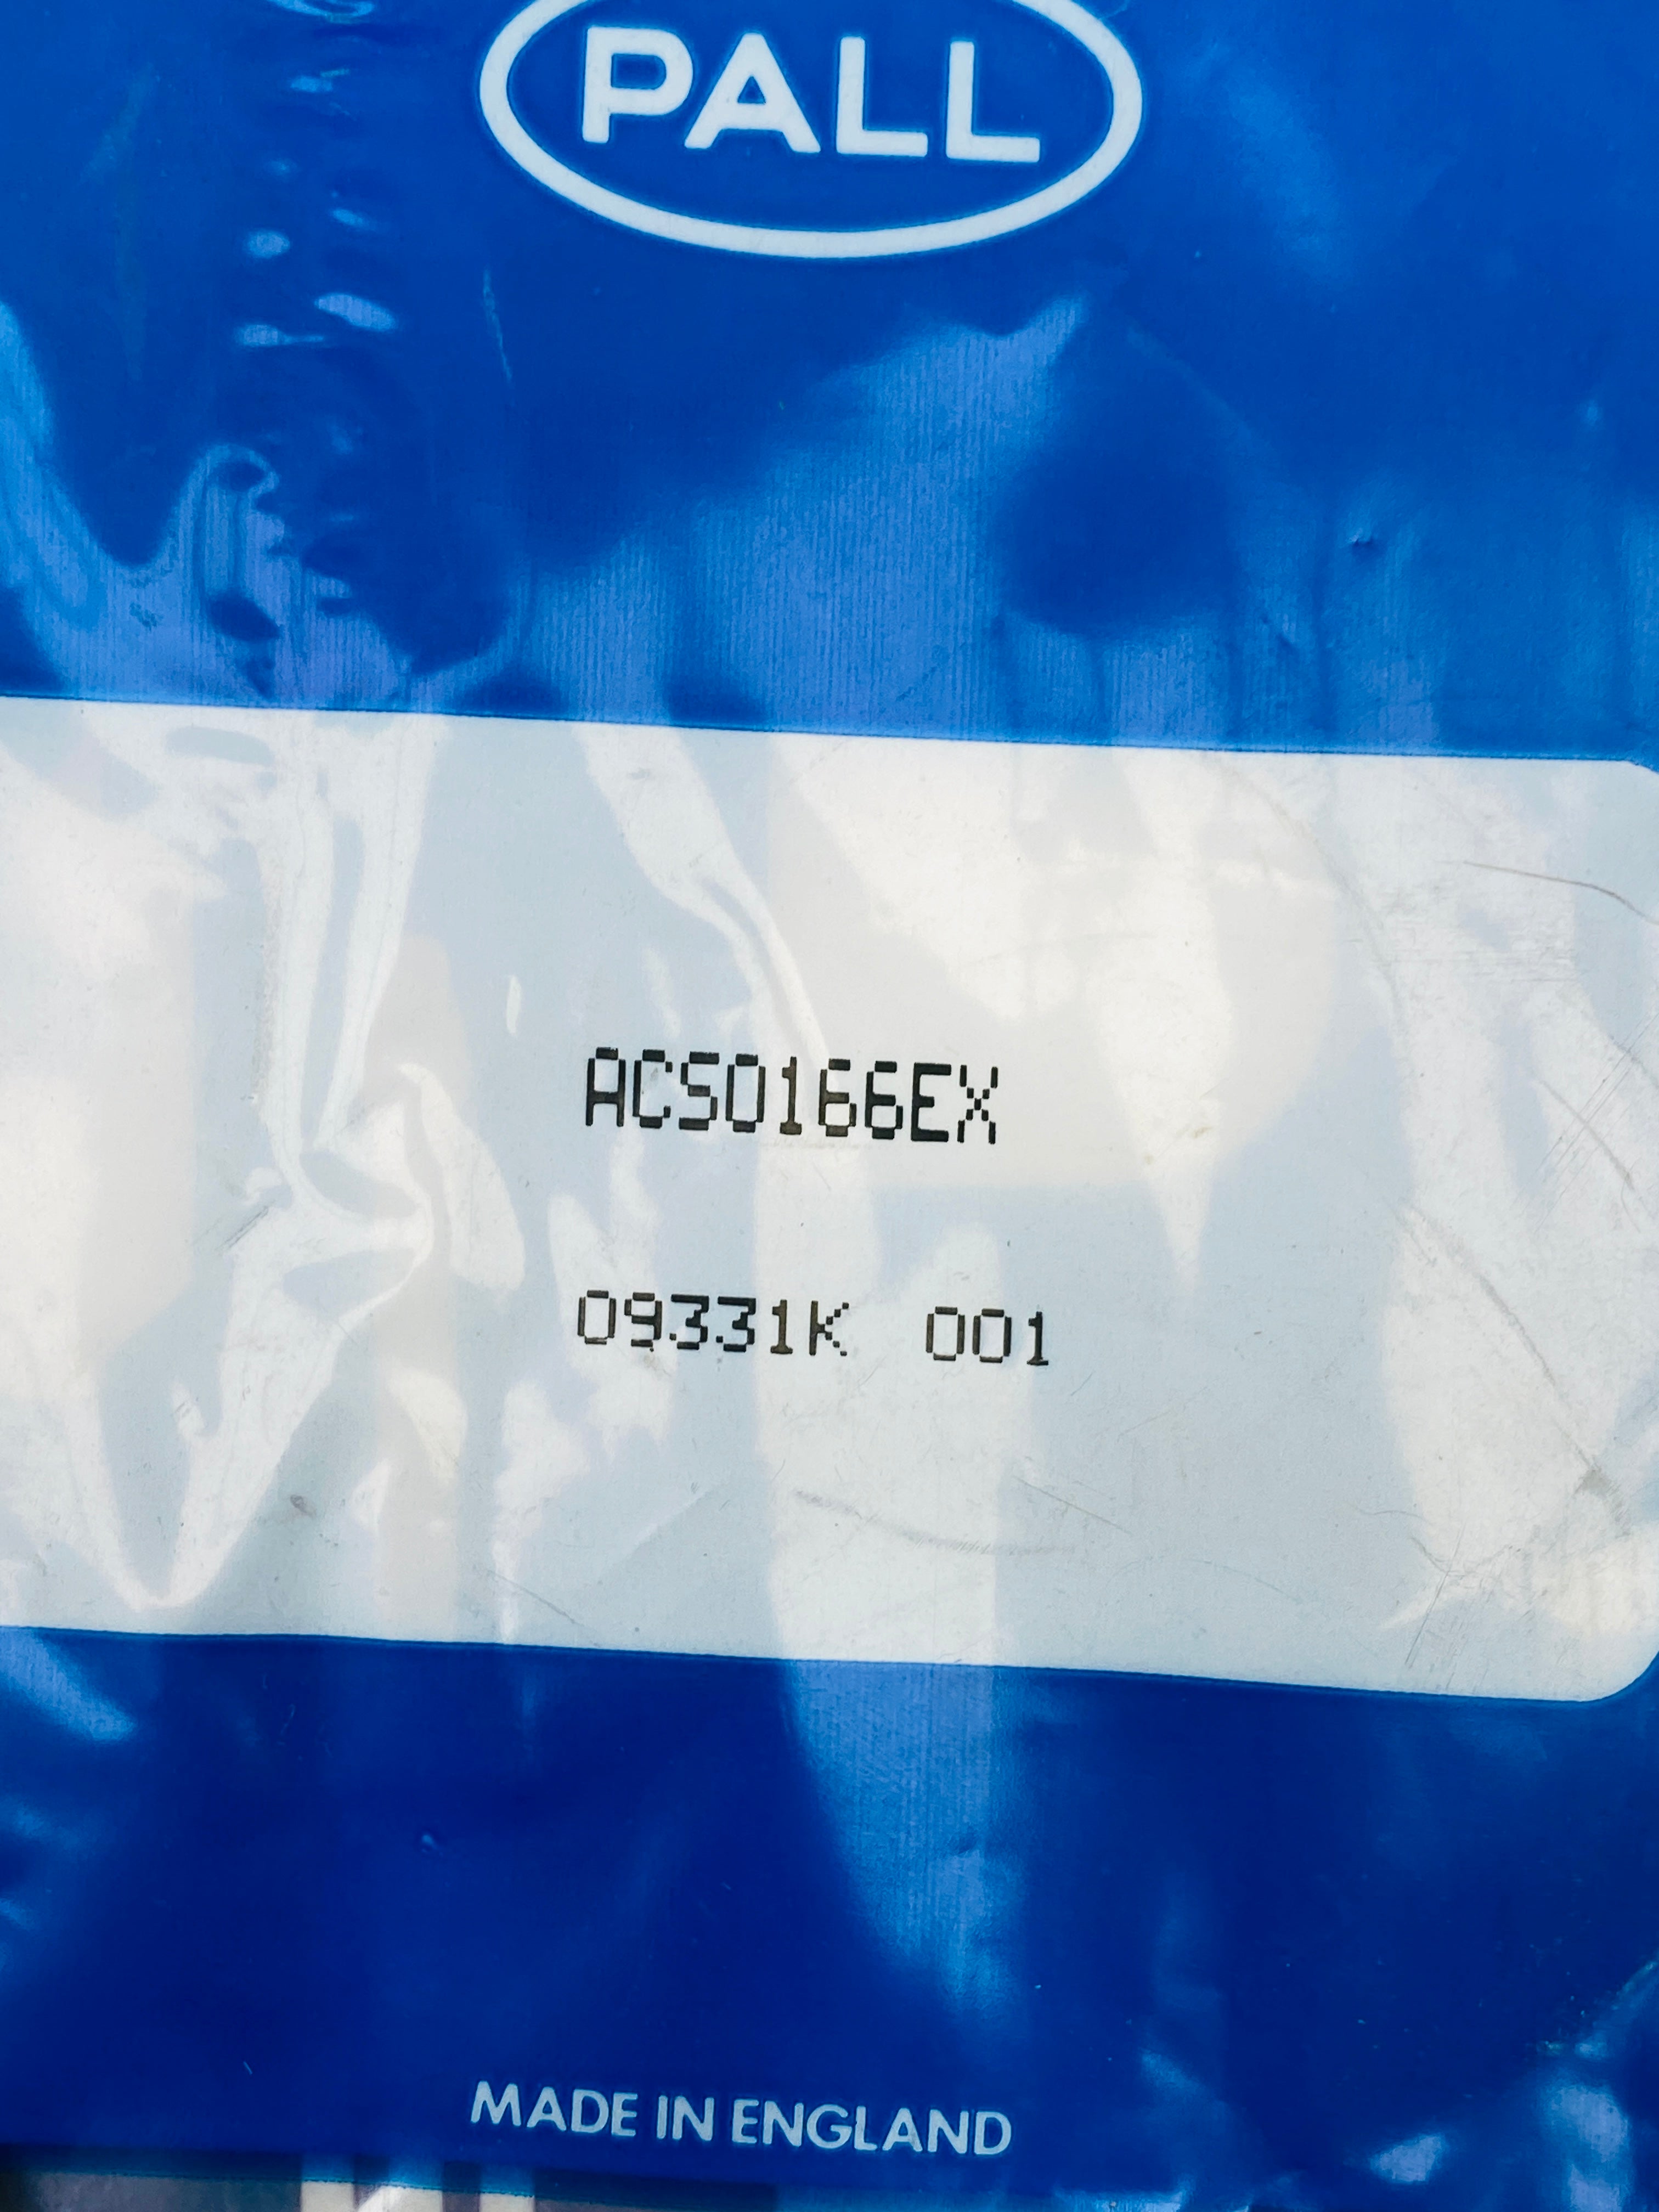 PALL
AC50166EX
09331K 001
MADE IN ENGLAND